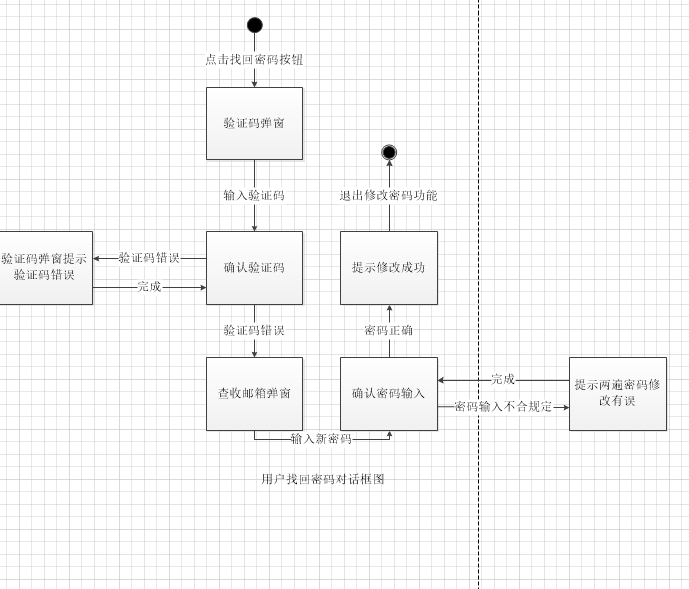 点击找回密码按钮
验证码弹窗
输入验证码
退出修改密码功能
验证码弹窗提示
验证码错误
验证码错误
完成
确认验证码
提示修改成功
验证码错误
密码正确
查收邮箱弹窗
确认密码输入
完成
密码输入不合规定
提示两遍密码修
改有误
输入新密码
用户找回密码对话框图